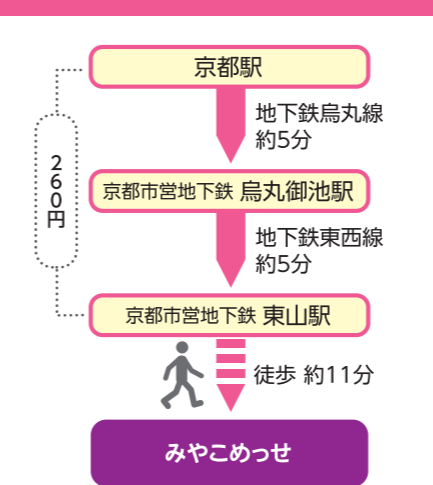 京都駅
地下鉄烏丸線
約5分
260円
京都市営地下鉄 烏丸御池駅
地下鉄東西線
約5分
京都市営地下鉄 東山駅
徒歩 約11分
みやこめっせ